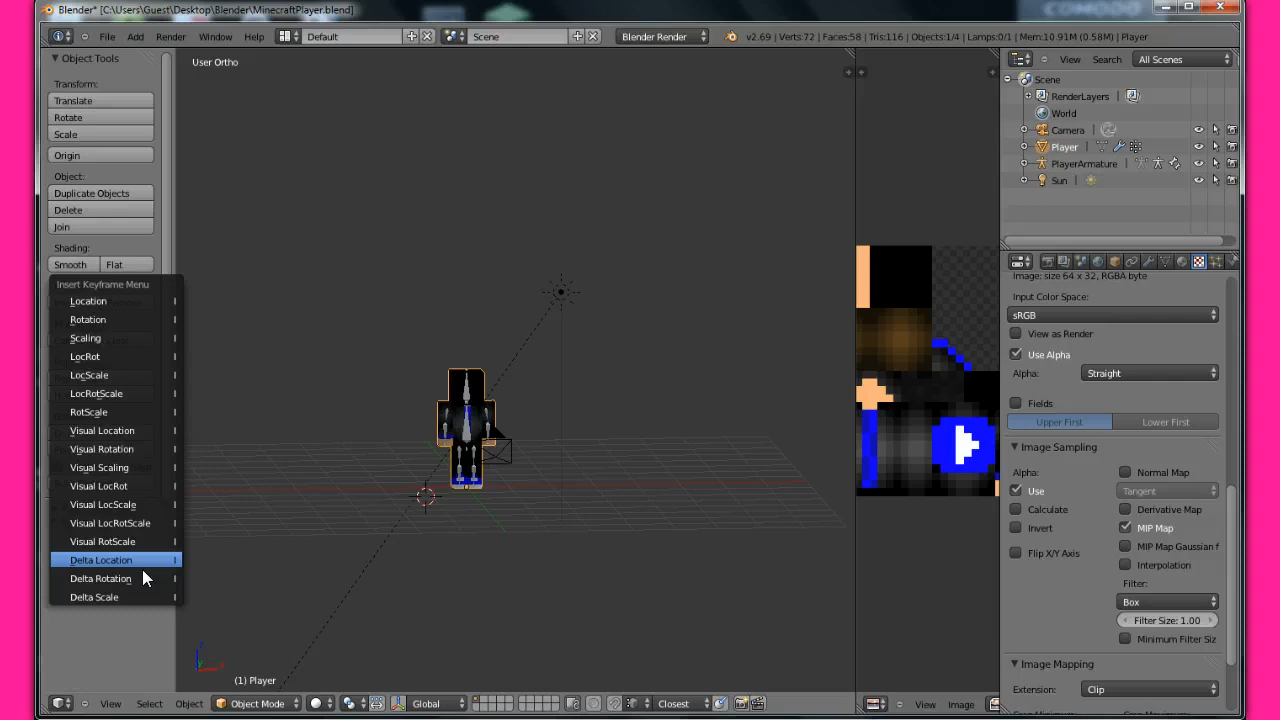 Blender* [C:\Users\Guest\Desktop\Blender\MinecraftPlayer.blend]
File Add Render Window Help Default Scene Blender Render v2.69 | Verts:72 | Faces:58 | Tris:116 | Objects:1/4 | Lamps:0/1 | Mem:10.91M (0.58M) | Player
Object Tools
Transform:
Translate
Rotate
Scale
Origin
Object:
Duplicate Objects
Delete
Join
Shading:
Smooth Flat
Insert Keyframe Menu
Location I
Rotation I
Scaling I
LocRot I
LocScale I
LocRotScale I
RotScale I
Visual Location I
Visual Rotation I
Visual Scaling I
Visual LocRot I
Visual LocScale I
Visual LocRotScale I
Visual RotScale I
Delta Location I
Delta Rotation I
Delta Scale I
User Ortho
(1) Player
View Select Object Object Mode Global Closest
View Image
View Search All Scenes
Scene
RenderLayers
World
Camera
Player
PlayerArmature
Sun
Image: size 64 x 32, RGBA byte
Input Color Space:
sRGB
View as Render
Use Alpha
Alpha: Straight
Fields
Upper First Lower First
Image Sampling
Alpha: Normal Map
Use Tangent
Calculate Derivative Map
Invert MIP Map
MIP Map Gaussian f
Flip X/Y Axis Interpolation
Filter:
Box
Filter Size: 1.00
Minimum Filter Siz
Image Mapping
Extension: Clip